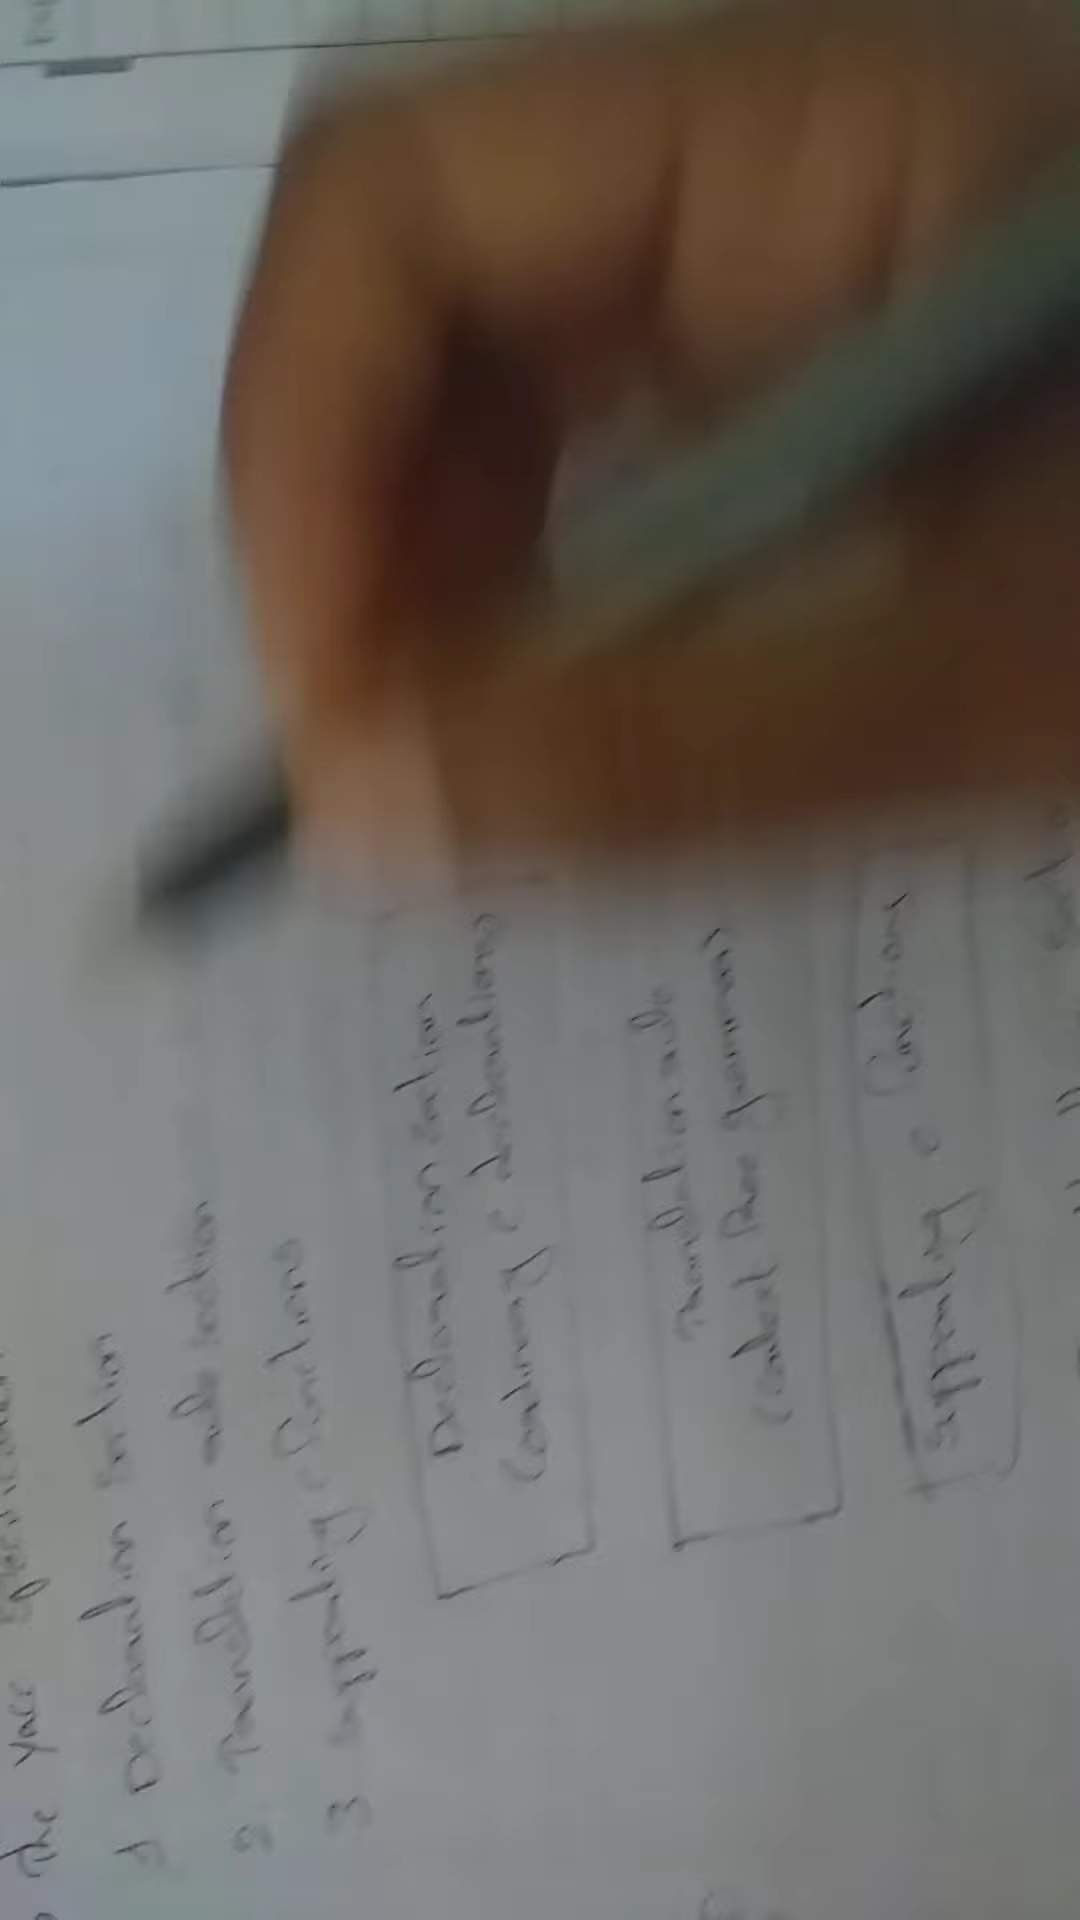 The Yacc
1 Declaration Section
2. Translation rule section
3 supporting c functions
Declaration section
Containing c declarations
Translation rule
Context free grammar
supporting c functions